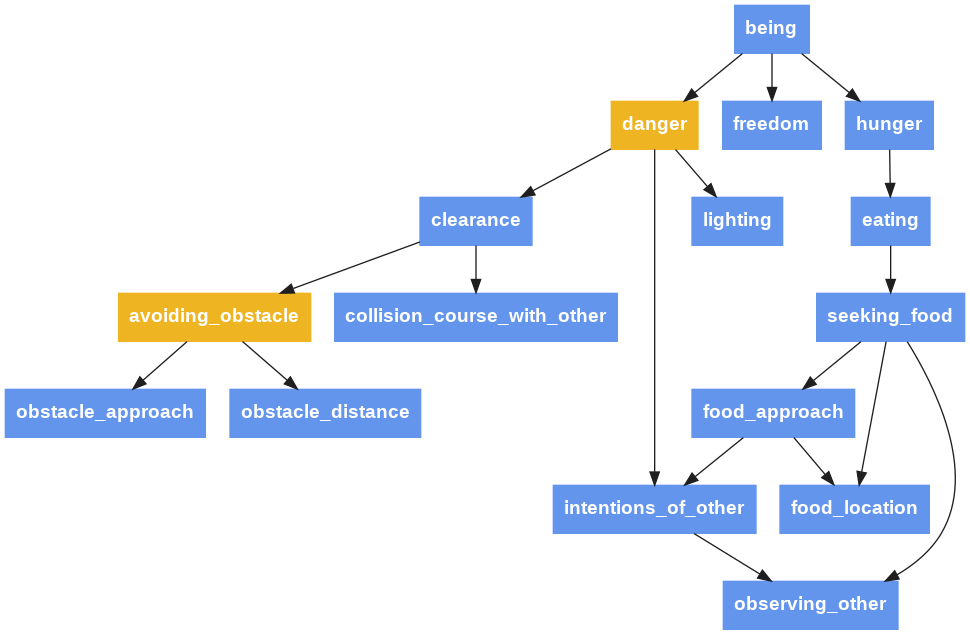 being
danger
freedom
hunger
clearance
lighting
eating
avoiding_obstacle
collision_course_with_other
seeking_food
obstacle_approach
obstacle_distance
food_approach
intentions_of_other
food_location
observing_other